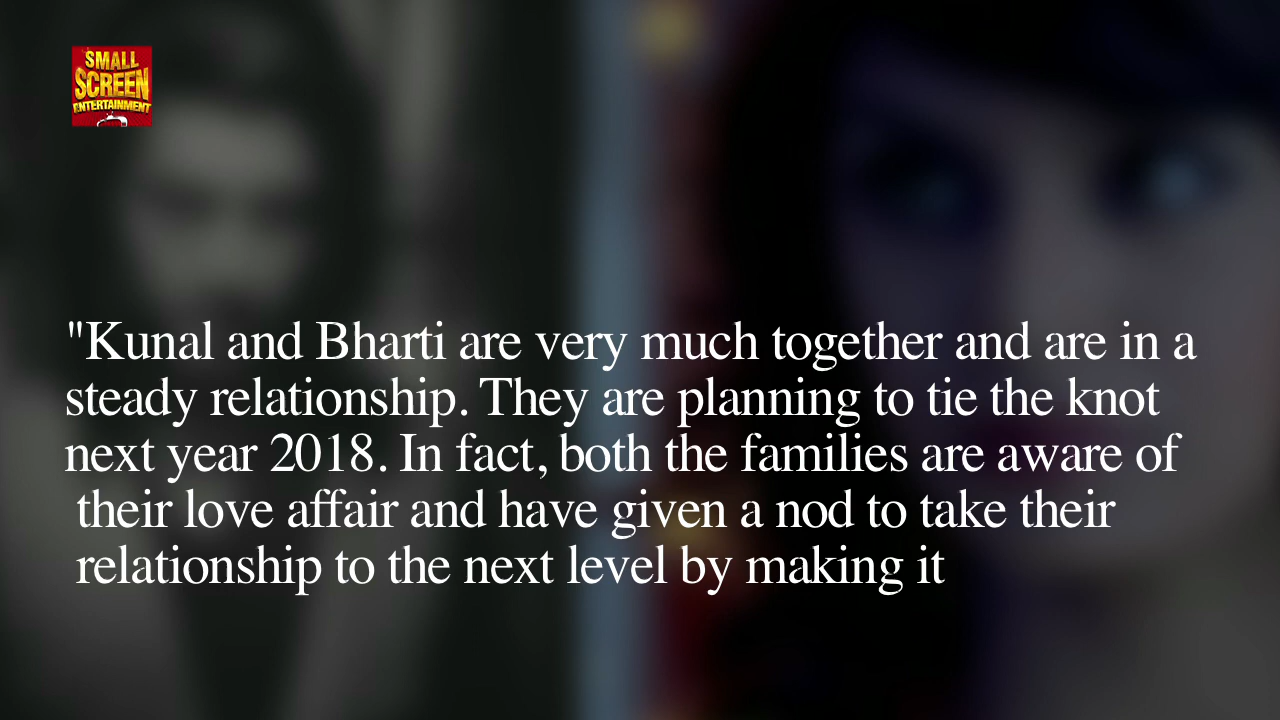 SMALL
SCREEN
ENTERTAINMENT
"Kunal and Bharti are very much together and are in a
steady relationship. They are planning to tie the knot
next year 2018. In fact, both the families are aware of
their love affair and have given a nod to take their
relationship to the next level by making it